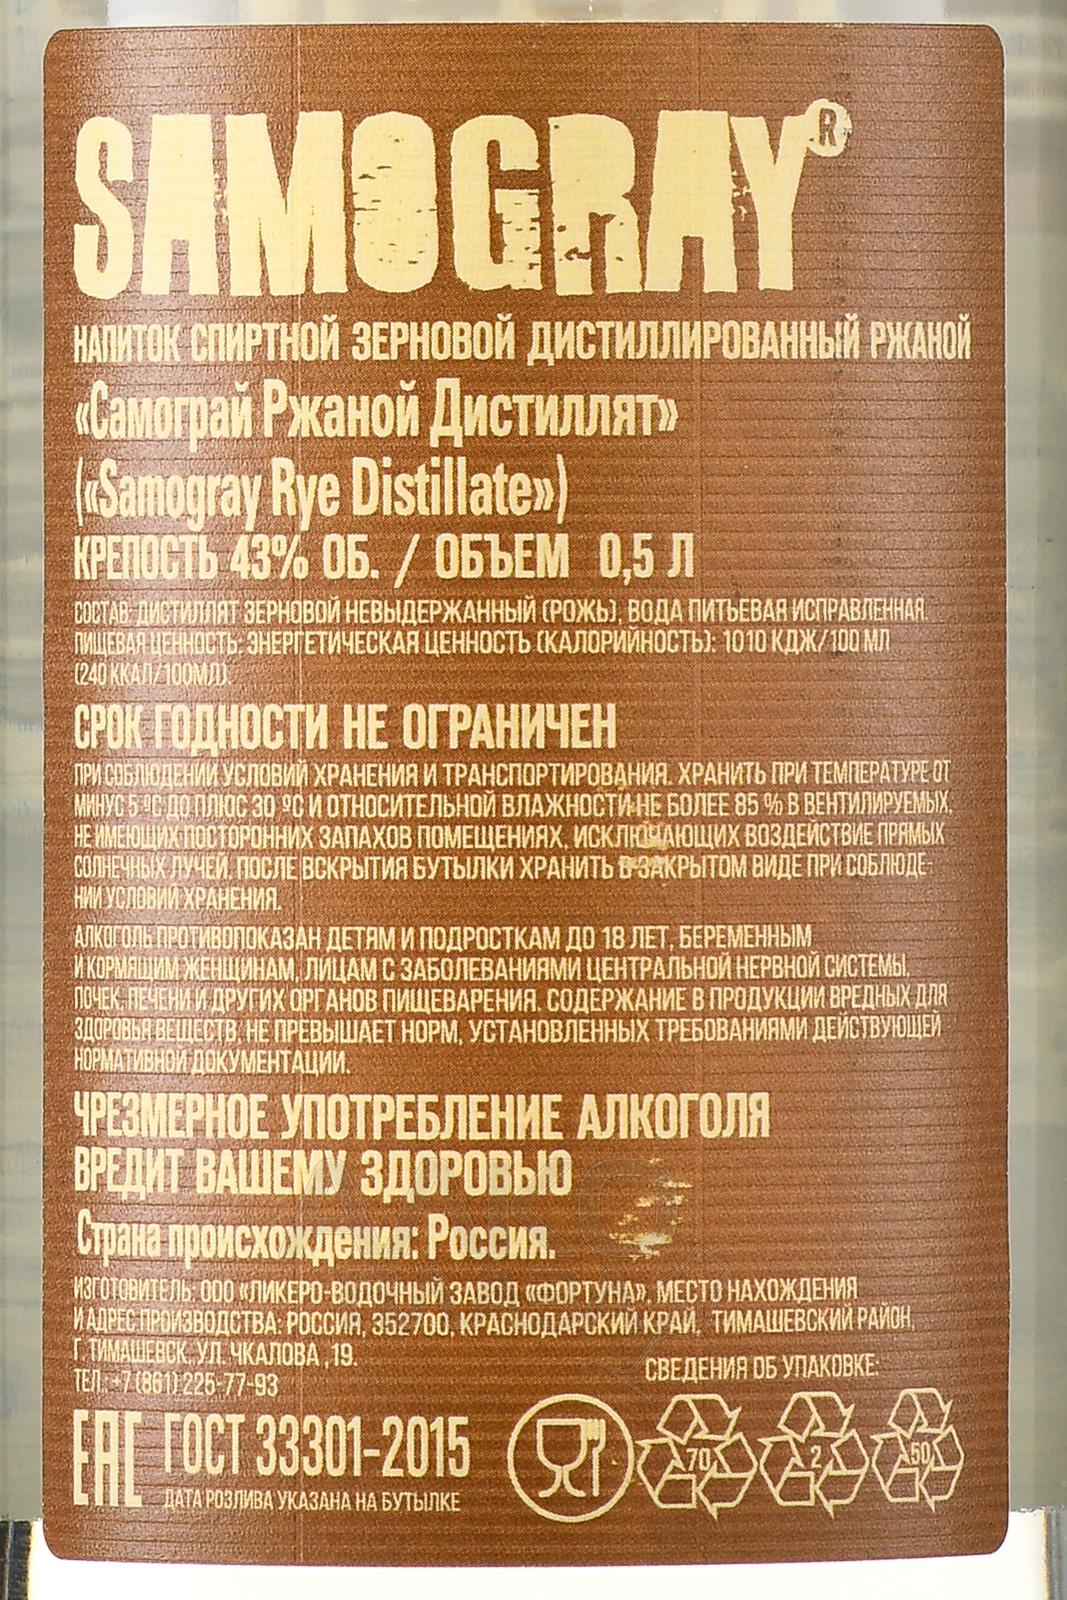 SAMOGRAY®
НАПИТОК СПИРТНОЙ ЗЕРНОВОЙ ДИСТИЛЛИРОВАННЫЙ РЖАНОЙ
«Самограй Ржаной Дистиллят»
(«Samogray Rye Distillate»)
КРЕПОСТЬ 43% ОБ. / ОБЪЕМ 0,5 Л
СОСТАВ: ДИСТИЛЛЯТ ЗЕРНОВОЙ НЕВЫДЕРЖАННЫЙ (РОЖЬ), ВОДА ПИТЬЕВАЯ ИСПРАВЛЕННАЯ.
ПИЩЕВАЯ ЦЕННОСТЬ: ЭНЕРГЕТИЧЕСКАЯ ЦЕННОСТЬ (КАЛОРИЙНОСТЬ): 1010 КДЖ/100 МЛ
(240 ККАЛ/100МЛ).
СРОК ГОДНОСТИ НЕ ОГРАНИЧЕН
ПРИ СОБЛЮДЕНИИ УСЛОВИЙ ХРАНЕНИЯ И ТРАНСПОРТИРОВАНИЯ. ХРАНИТЬ ПРИ ТЕМПЕРАТУРЕ ОТ
МИНУС 5 ºС ДО ПЛЮС 30 ºС И ОТНОСИТЕЛЬНОЙ ВЛАЖНОСТИ НЕ БОЛЕЕ 85 % В ВЕНТИЛИРУЕМЫХ,
НЕ ИМЕЮЩИХ ПОСТОРОННИХ ЗАПАХОВ ПОМЕЩЕНИЯХ, ИСКЛЮЧАЮЩИХ ВОЗДЕЙСТВИЕ ПРЯМЫХ
СОЛНЕЧНЫХ ЛУЧЕЙ. ПОСЛЕ ВСКРЫТИЯ БУТЫЛКИ ХРАНИТЬ В ЗАКРЫТОМ ВИДЕ ПРИ СОБЛЮДЕ-
НИИ УСЛОВИЙ ХРАНЕНИЯ.
АЛКОГОЛЬ ПРОТИВОПОКАЗАН ДЕТЯМ И ПОДРОСТКАМ ДО 18 ЛЕТ, БЕРЕМЕННЫМ
И КОРМЯЩИМ ЖЕНЩИНАМ, ЛИЦАМ С ЗАБОЛЕВАНИЯМИ ЦЕНТРАЛЬНОЙ НЕРВНОЙ СИСТЕМЫ,
ПОЧЕК, ПЕЧЕНИ И ДРУГИХ ОРГАНОВ ПИЩЕВАРЕНИЯ. СОДЕРЖАНИЕ В ПРОДУКЦИИ ВРЕДНЫХ ДЛЯ
ЗДОРОВЬЯ ВЕЩЕСТВ, НЕ ПРЕВЫШАЕТ НОРМ, УСТАНОВЛЕННЫХ ТРЕБОВАНИЯМИ ДЕЙСТВУЮЩЕЙ
НОРМАТИВНОЙ ДОКУМЕНТАЦИИ.
ЧРЕЗМЕРНОЕ УПОТРЕБЛЕНИЕ АЛКОГОЛЯ
ВРЕДИТ ВАШЕМУ ЗДОРОВЬЮ
Страна происхождения: Россия.
ИЗГОТОВИТЕЛЬ: ООО «ЛИКЕРО-ВОДОЧНЫЙ ЗАВОД «ФОРТУНА», МЕСТО НАХОЖДЕНИЯ
И АДРЕС ПРОИЗВОДСТВА: РОССИЯ, 352700, КРАСНОДАРСКИЙ КРАЙ, ТИМАШЕВСКИЙ РАЙОН,
Г. ТИМАШЕВСК, УЛ. ЧКАЛОВА ,19.
ТЕЛ.: +7 (861) 225-77-93
СВЕДЕНИЯ ОБ УПАКОВКЕ:
EAC ГОСТ 33301-2015
ДАТА РОЗЛИВА УКАЗАНА НА БУТЫЛКЕ
70 2 50